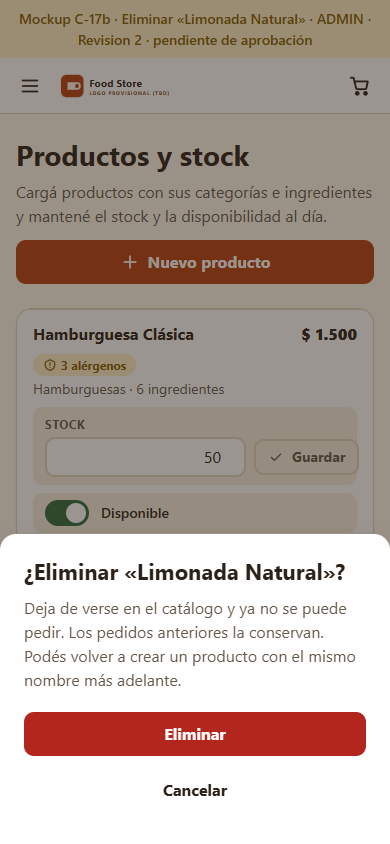 Mockup C-17b · Eliminar «Limonada Natural» · ADMIN ·
Revision 2 · pendiente de aprobación
Food Store
LOGO PROVISIONAL (TBD)
Productos y stock
Cargá productos con sus categorías e ingredientes
y mantené el stock y la disponibilidad al día.
Nuevo producto
Hamburguesa Clásica $ 1.500
3 alérgenos
Hamburguesas · 6 ingredientes
STOCK
50 Guardar
Disponible
¿Eliminar «Limonada Natural»?
Deja de verse en el catálogo y ya no se puede
pedir. Los pedidos anteriores la conservan.
Podés volver a crear un producto con el mismo
nombre más adelante.
Eliminar
Cancelar